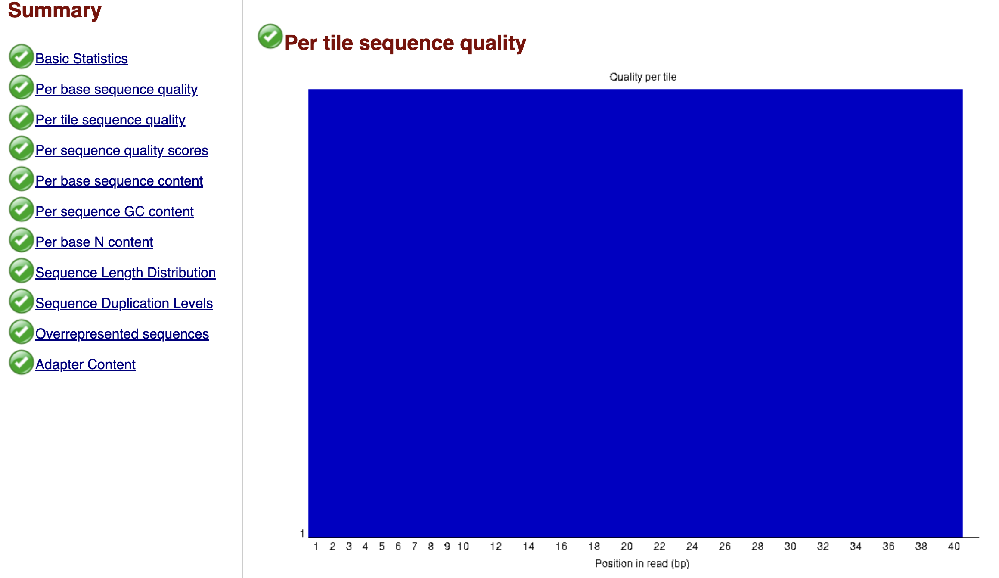 Summary
Basic Statistics
Per base sequence quality
Per tile sequence quality
Per sequence quality scores
Per base sequence content
Per sequence GC content
Per base N content
Sequence Length Distribution
Sequence Duplication Levels
Overrepresented sequences
Adapter Content
Per tile sequence quality
Quality per tile
1
1 2 3 4 5 6 7 8 9 10 12 14 16 18 20 22 24 26 28 30 32 34 36 38 40
Position in read (bp)